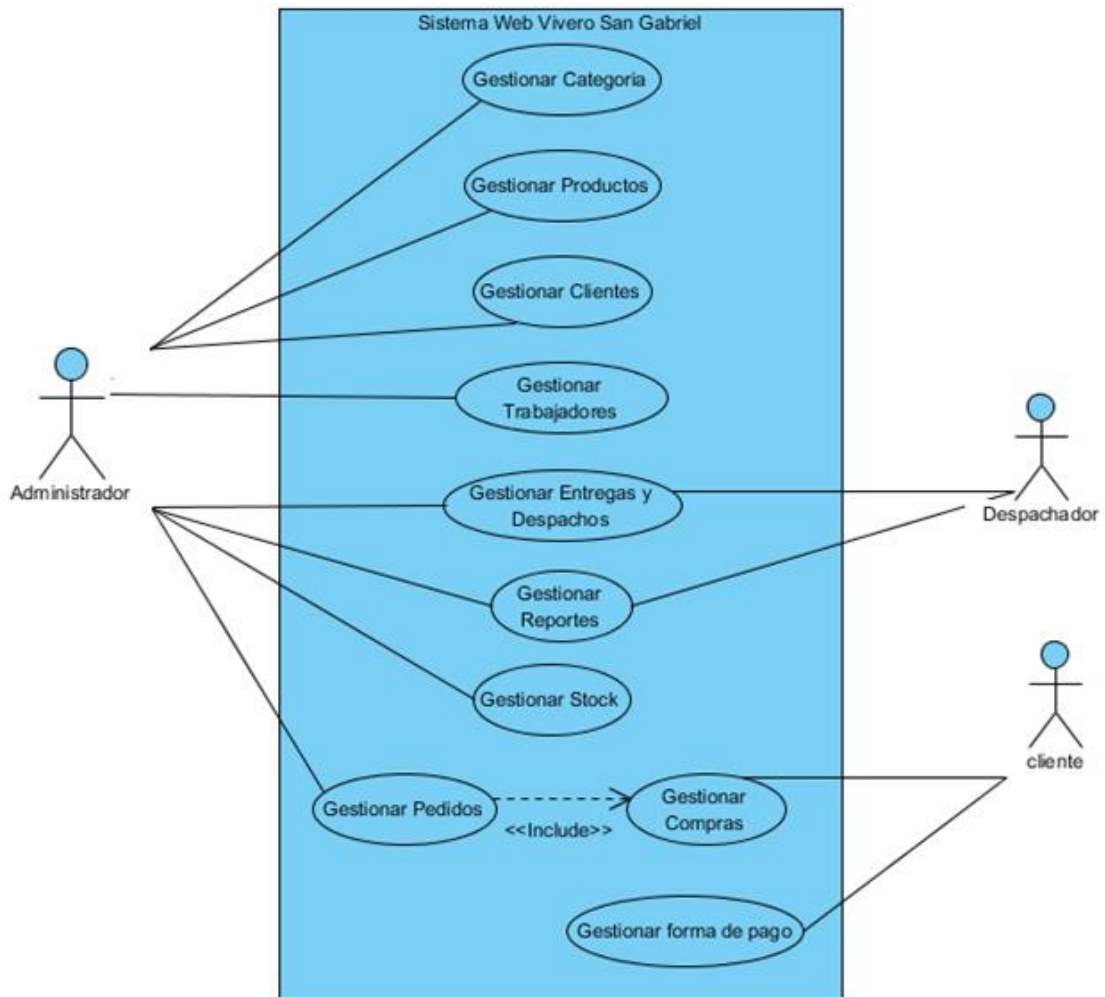 Sistema Web Vivero San Gabriel
Gestionar Categoria
Gestionar Productos
Gestionar Clientes
Gestionar
Trabajadores
Administrador
Gestionar Entregas y
Despachos
Despachador
Gestionar
Reportes
Gestionar Stock
cliente
Gestionar Pedidos
<<Include>>
Gestionar
Compras
Gestionar forma de pago